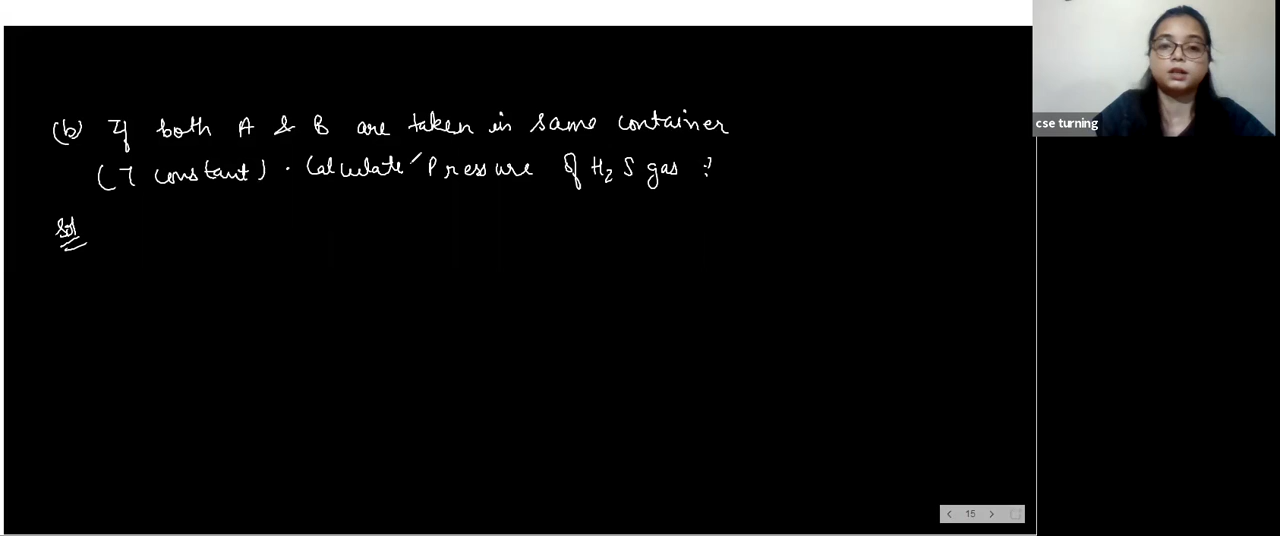 (b) If both A & B are taken in same container
(T constant). Calculate Pressure of H₂S gas ?
Sol
cse turning
15